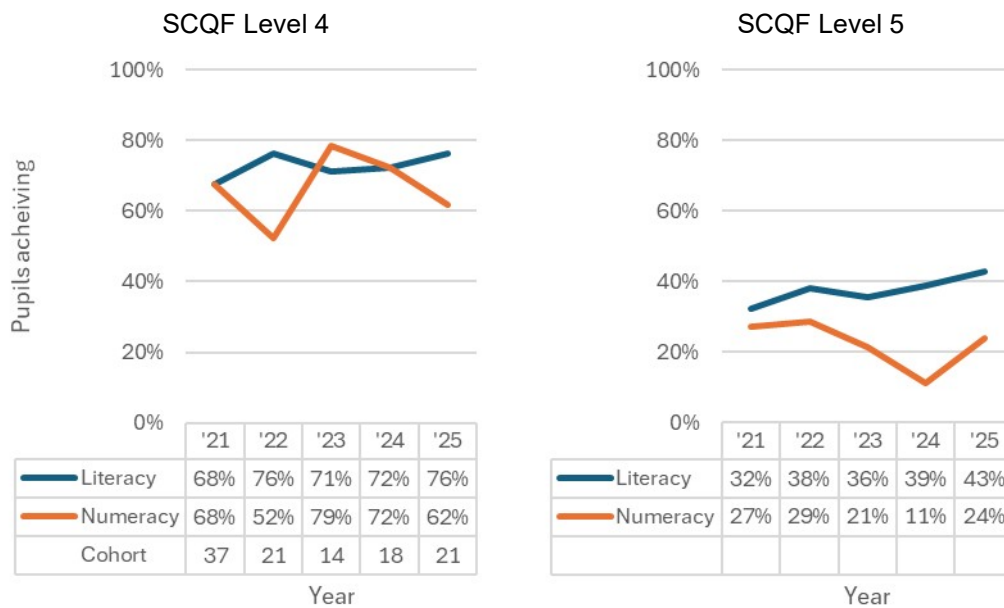 SCQF Level 4
100%
80%
60%
40%
20%
0%
Pupils acheiving
'21 '22 '23 '24 '25
Literacy 68% 76% 71% 72% 76%
Numeracy 68% 52% 79% 72% 62%
Cohort 37 21 14 18 21
Year
SCQF Level 5
100%
80%
60%
40%
20%
0%
'21 '22 '23 '24 '25
Literacy 32% 38% 36% 39% 43%
Numeracy 27% 29% 21% 11% 24%
Year